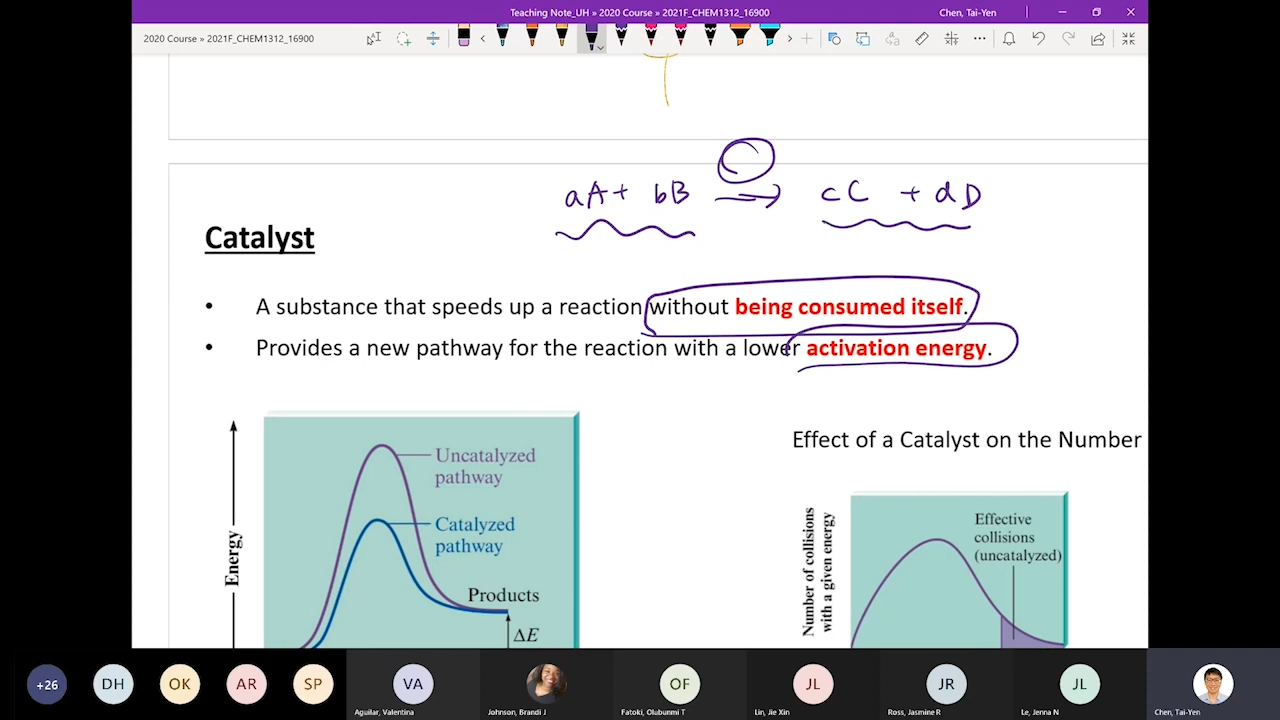 Teaching Note_UH » 2020 Course » 2021F_CHEM1312_16900
Chen, Tai-Yen
2020 Course » 2021F_CHEM1312_16900
aA + bB → cC + dD
Catalyst
• A substance that speeds up a reaction without being consumed itself.
• Provides a new pathway for the reaction with a lower activation energy.
Effect of a Catalyst on the Number
Energy
Uncatalyzed
pathway
Catalyzed
pathway
Products
ΔE
Number of collisions
with a given energy
Effective
collisions
(uncatalyzed)
+26
DH
OK
AR
SP
VA
OF
JL
JR
JL
Aguilar, Valentina
Johnson, Brandi J
Fatoki, Olubunmi T
Lin, Jie Xin
Ross, Jasmine R
Le, Jenna N
Chen, Tai-Yen